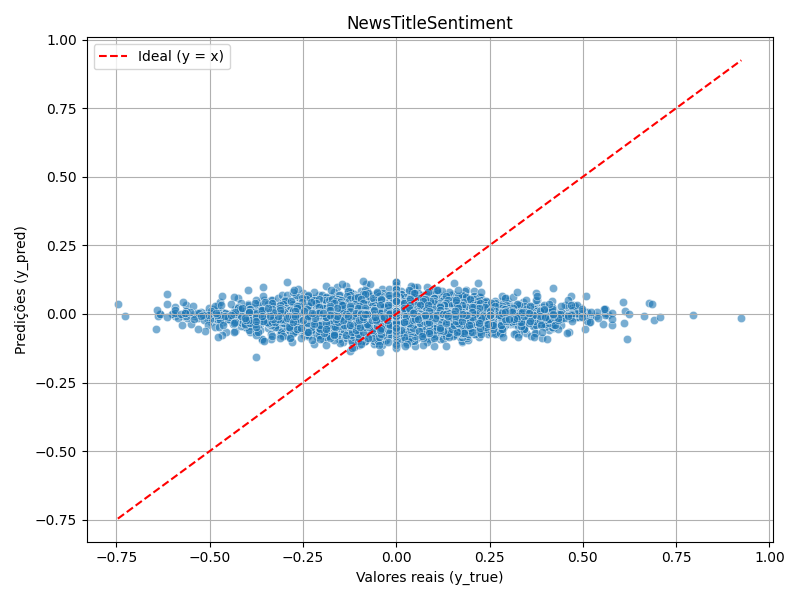 NewsTitleSentiment
Ideal (y = x)
1.00
0.75
0.50
0.25
0.00
−0.25
−0.50
−0.75
Predições (y_pred)
−0.75 −0.50 −0.25 0.00 0.25 0.50 0.75 1.00
Valores reais (y_true)